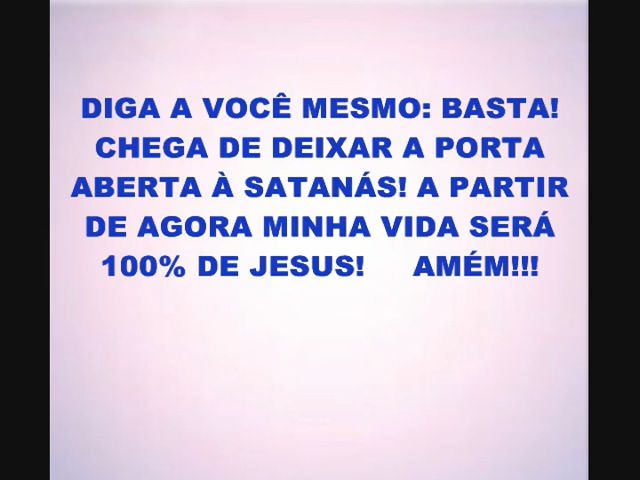 DIGA A VOCÊ MESMO: BASTA!
CHEGA DE DEIXAR A PORTA
ABERTA À SATANÁS! A PARTIR
DE AGORA MINHA VIDA SERÁ
100% DE JESUS! AMÉM!!!